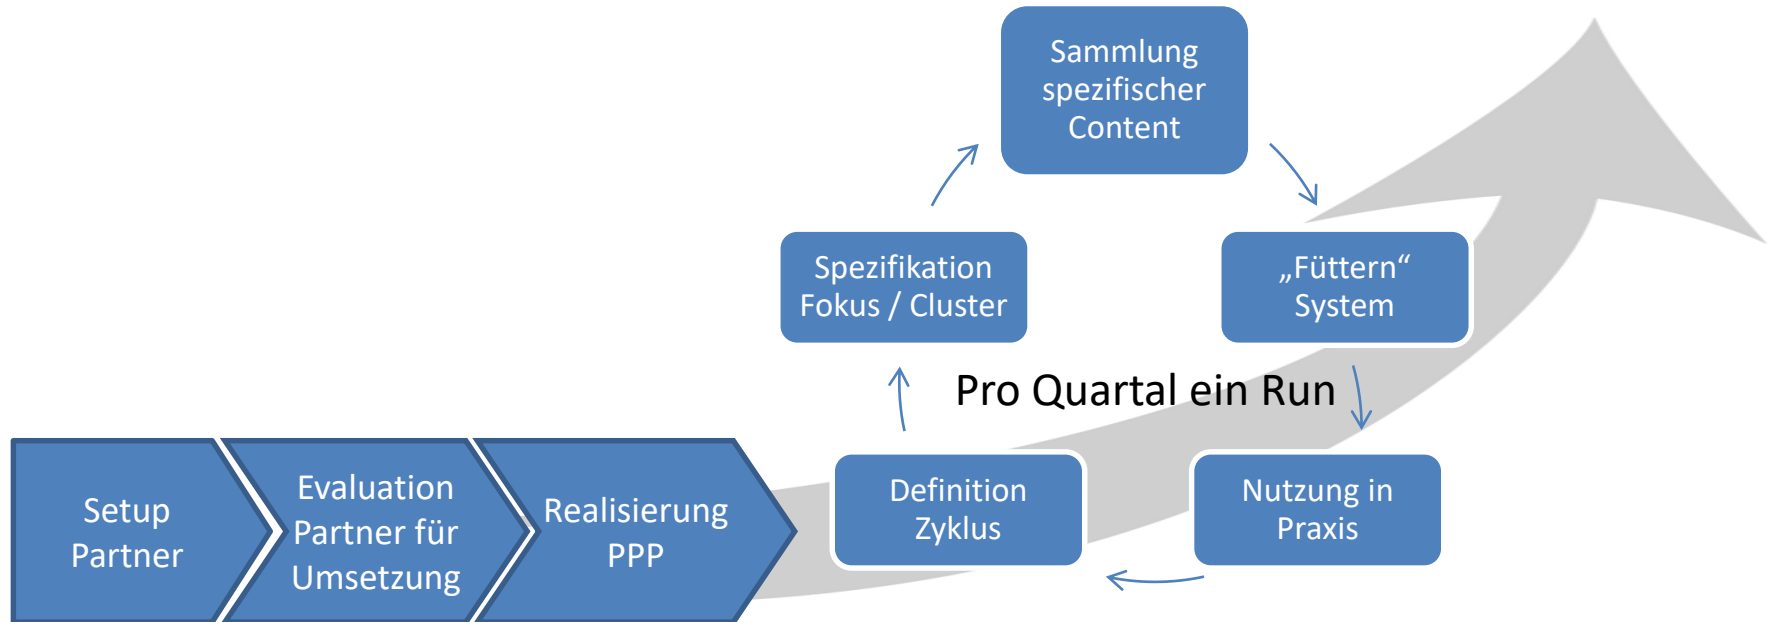 Sammlung
spezifischer
Content
Spezifikation
Fokus / Cluster
„Füttern“
System
Pro Quartal ein Run
Setup
Partner
Evaluation
Partner für
Umsetzung
Realisierung
PPP
Definition
Zyklus
Nutzung in
Praxis